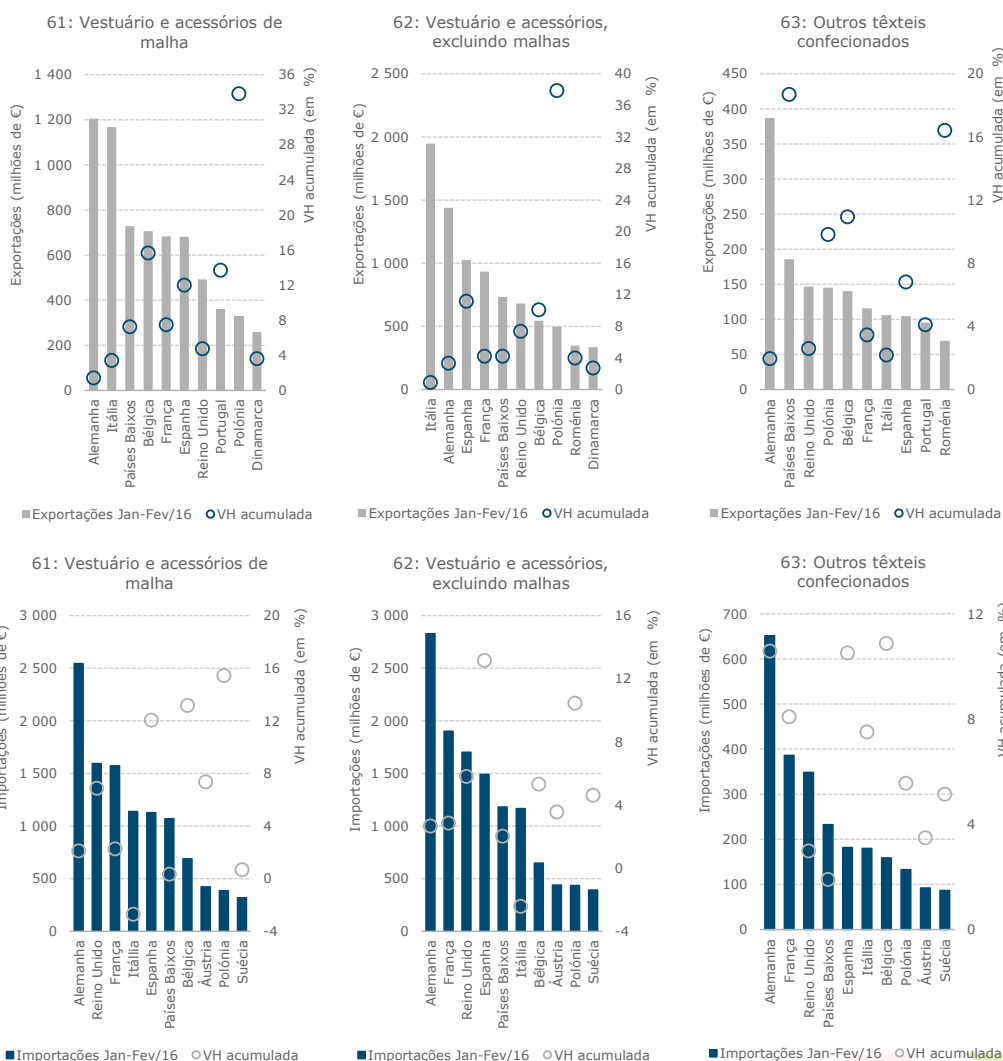 61: Vestuário e acessórios de
malha
Exportações (milhões de €)
1 400
1 200
1 000
800
600
400
200
0
36
32
28
24
20
16
12
8
4
0
VH acumulada (em %)
Alemanha
Itália
Países Baixos
Bélgica
França
Espanha
Reino Unido
Portugal
Polónia
Dinamarca
Exportações Jan-Fev/16 VH acumulada
62: Vestuário e acessórios,
excluindo malhas
Exportações (milhões de €)
2 500
2 000
1 500
1 000
500
0
40
36
32
28
24
20
16
12
8
4
0
VH acumulada (em %)
Itália
Alemanha
Espanha
França
Países Baixos
Reino Unido
Bélgica
Polónia
Roménia
Dinamarca
Exportações Jan-Fev/16 VH acumulada
63: Outros têxteis
confecionados
Exportações (milhões de €)
450
400
350
300
250
200
150
100
50
0
20
16
12
8
4
0
VH acumulada (em %)
Alemanha
Países Baixos
Reino Unido
Polónia
Bélgica
França
Itália
Espanha
Portugal
Roménia
Exportações Jan-Fev/16 VH acumulada
61: Vestuário e acessórios de
malha
Importações (milhões de €)
3 000
2 500
2 000
1 500
1 000
500
0
20
16
12
8
4
0
-4
VH acumulada (em %)
Alemanha
Reino Unido
França
Itállia
Espanha
Países Baixos
Bélgica
Áustria
Polónia
Suécia
Importações Jan-Fev/16 VH acumulada
62: Vestuário e acessórios,
excluindo malhas
Importações (milhões de €)
3 000
2 500
2 000
1 500
1 000
500
0
16
12
8
4
0
-4
VH acumulada (em %)
Alemanha
França
Reino Unido
Espanha
Países Baixos
Itállia
Bélgica
Áustria
Polónia
Suécia
Importações Jan-Fev/16 VH acumulada
63: Outros têxteis
confecionados
Importações (milhões de €)
700
600
500
400
300
200
100
0
12
8
4
0
VH acumulada (em %)
Alemanha
França
Reino Unido
Países Baixos
Espanha
Itállia
Bélgica
Polónia
Áustria
Suécia
Importações Jan-Fev/16 VH acumulada